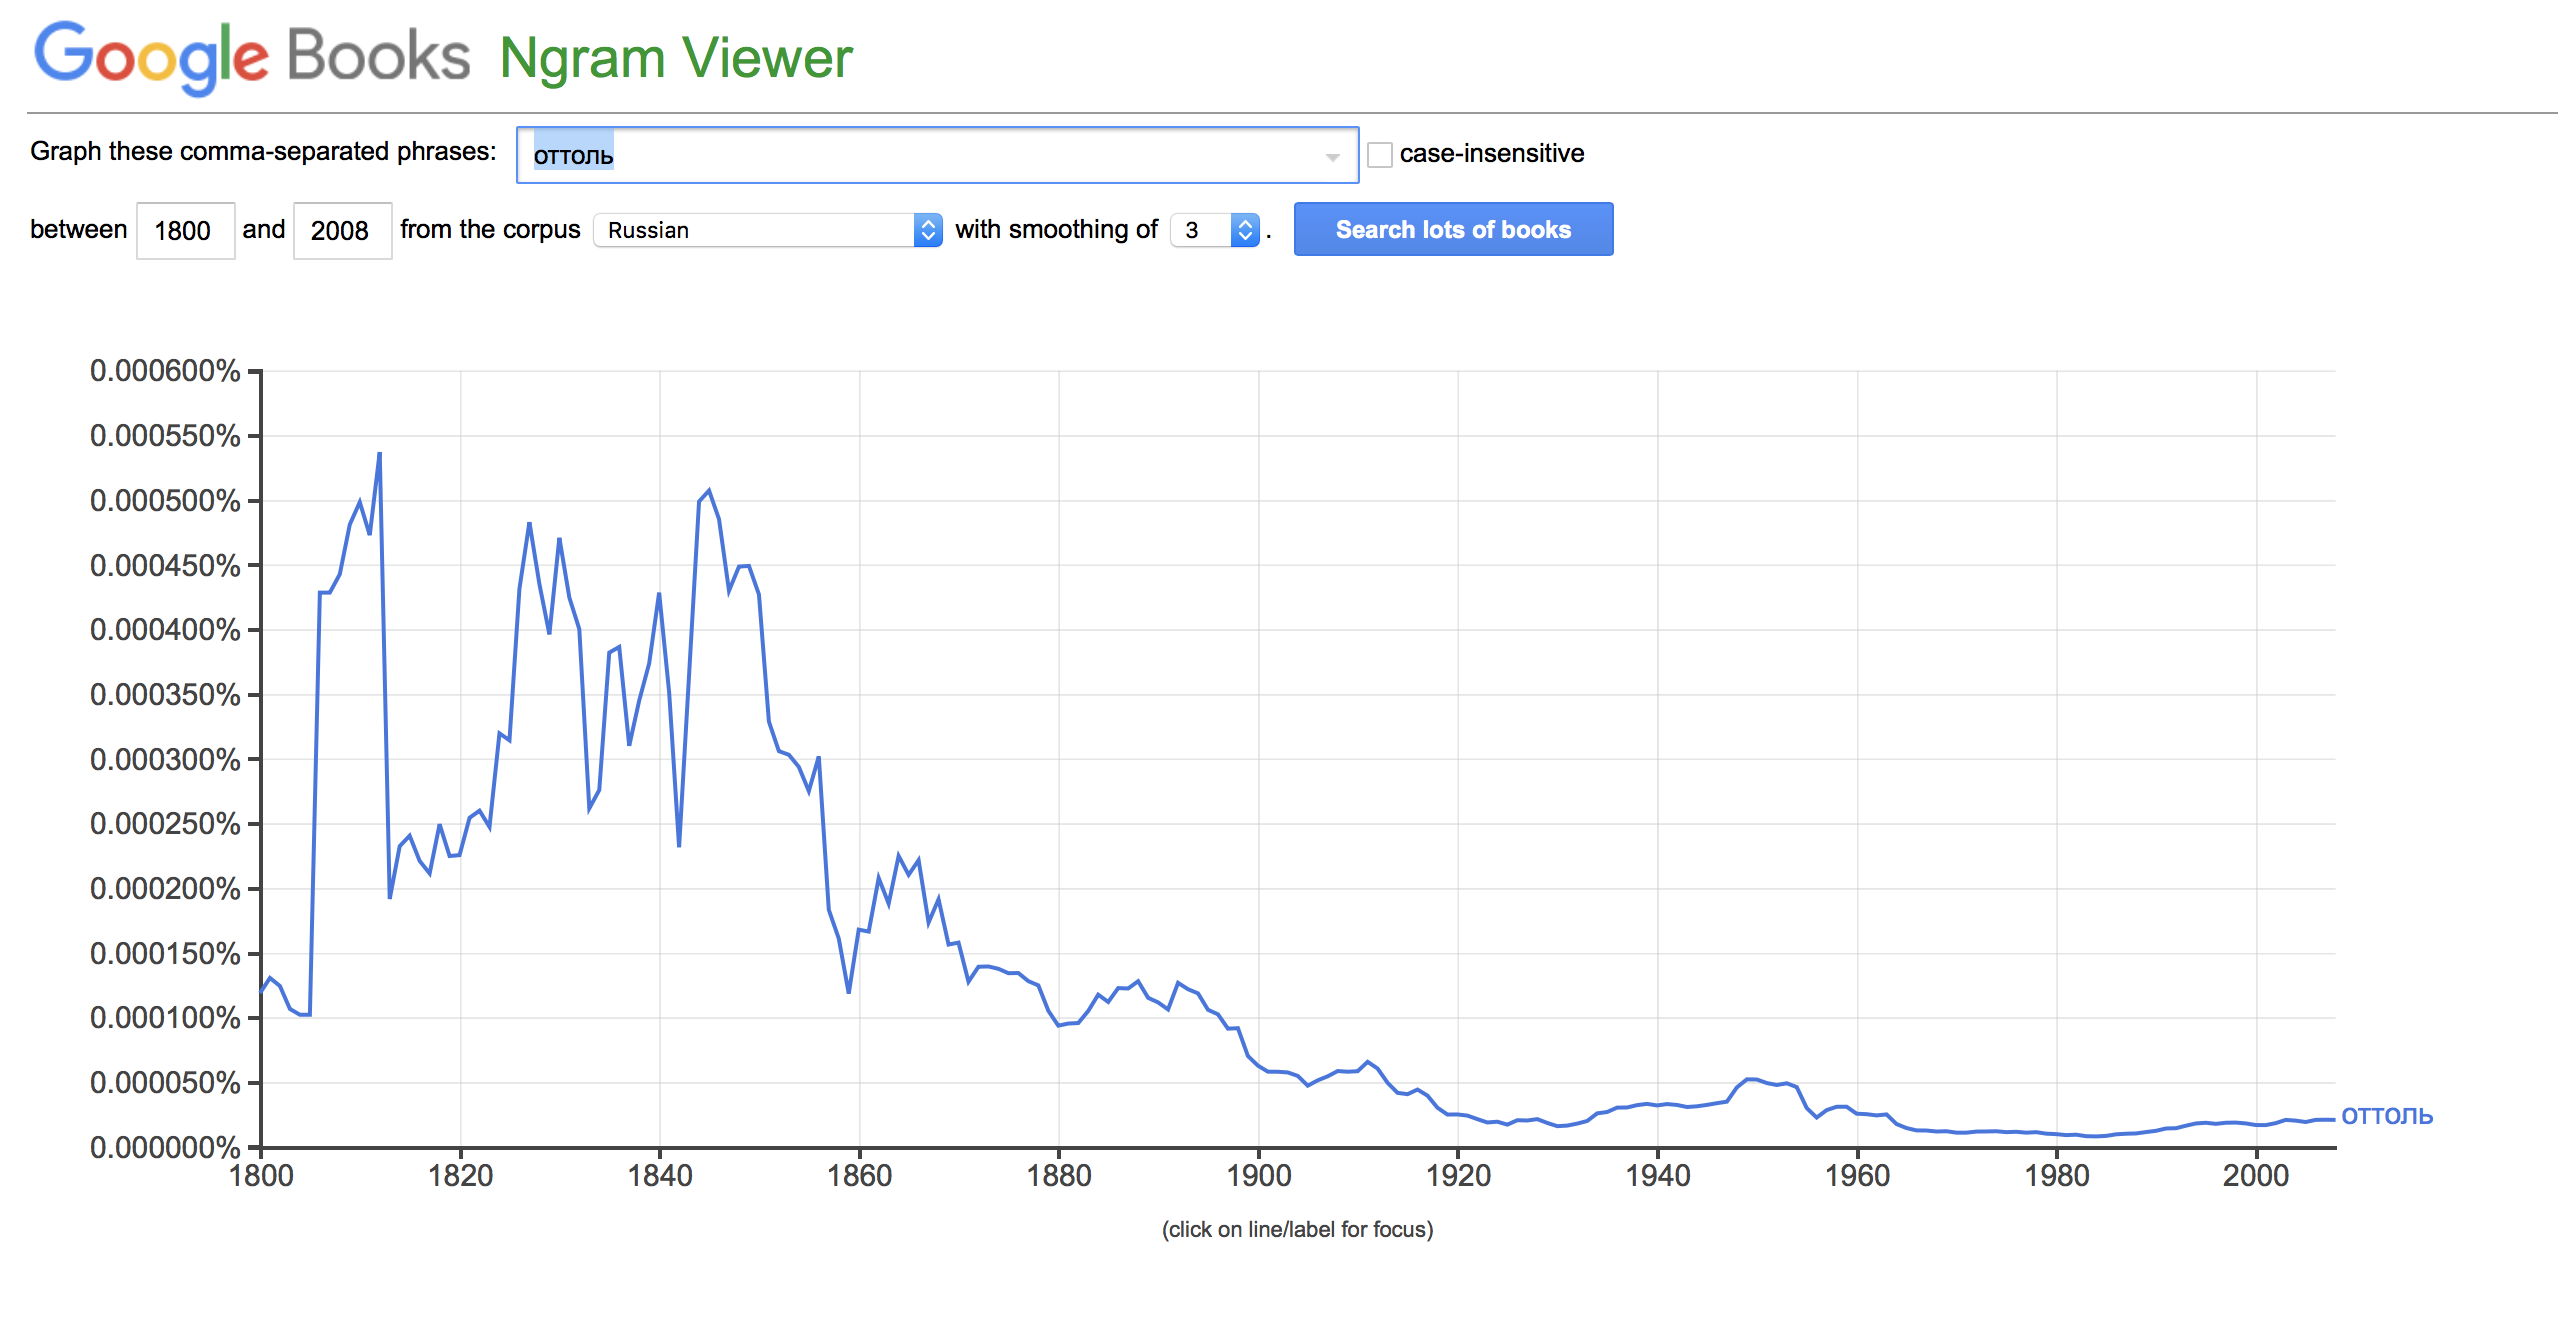 Google Books Ngram Viewer
Graph these comma-separated phrases: оттоль case-insensitive
between 1800 and 2008 from the corpus Russian with smoothing of 3 . Search lots of books
0.000600%
0.000550%
0.000500%
0.000450%
0.000400%
0.000350%
0.000300%
0.000250%
0.000200%
0.000150%
0.000100%
0.000050%
оттоль
0.000000%
1800 1820 1840 1860 1880 1900 1920 1940 1960 1980 2000
(click on line/label for focus)